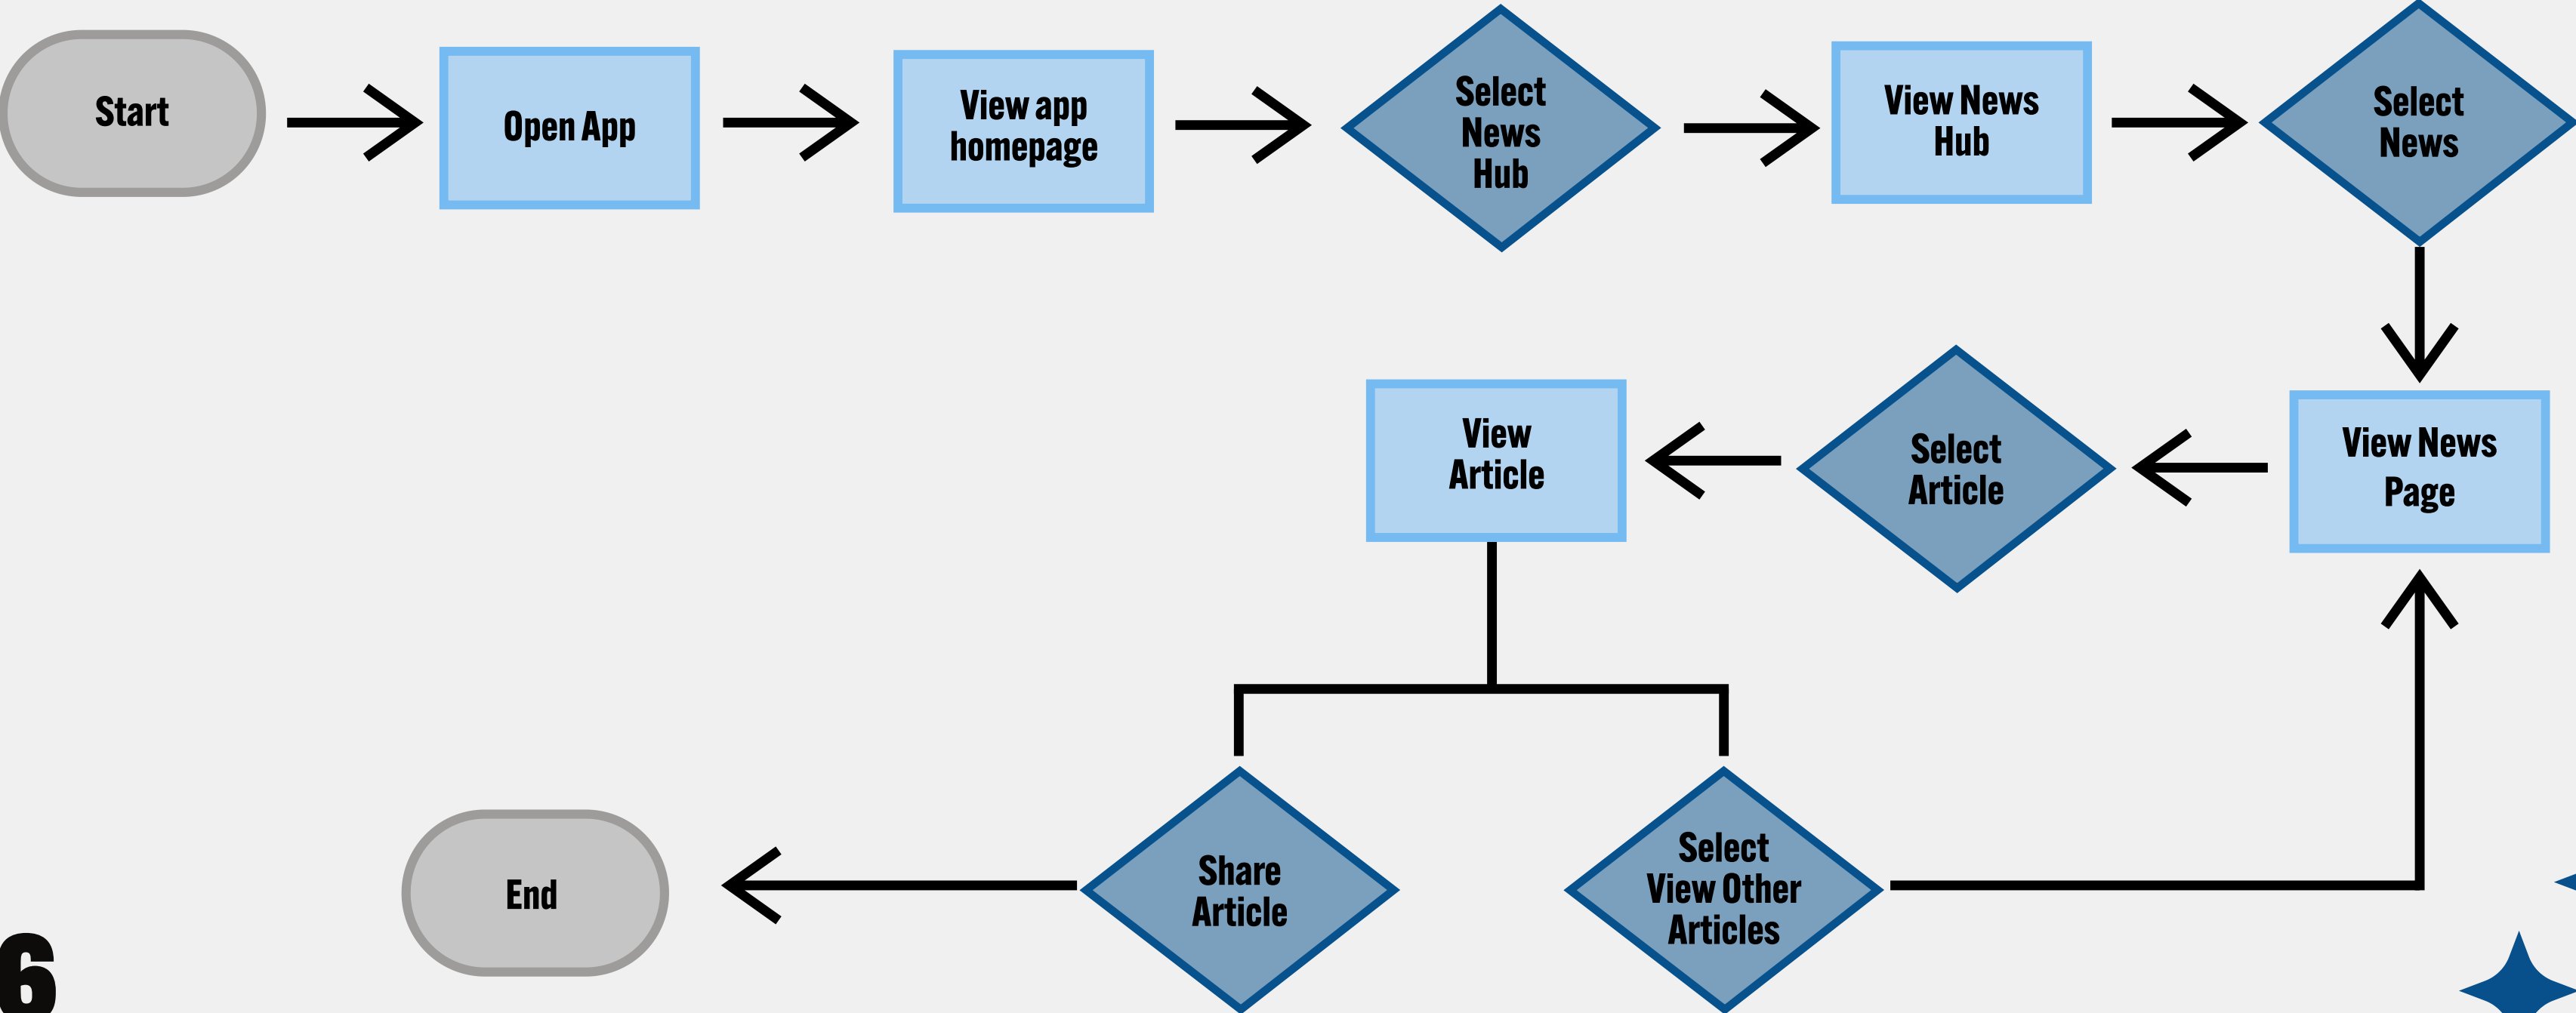 Start
Open App
View app
homepage
Select
News
Hub
View News
Hub
Select
News
View News
Page
Select
Article
View
Article
Share
Article
Select
View Other
Articles
End
6